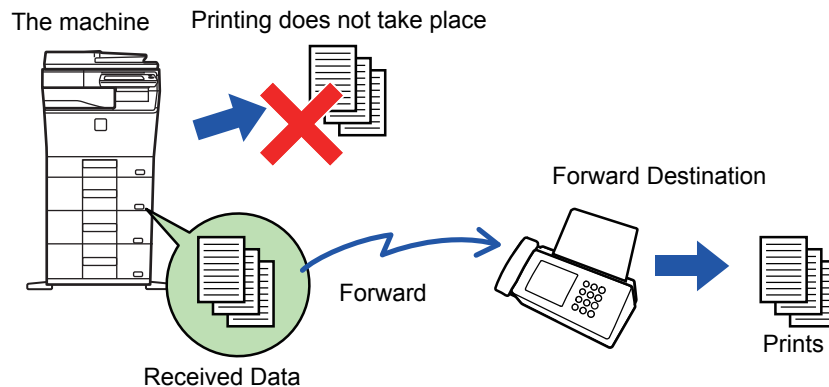 The machine
Printing does not take place
Forward Destination
Forward
Prints
Received Data